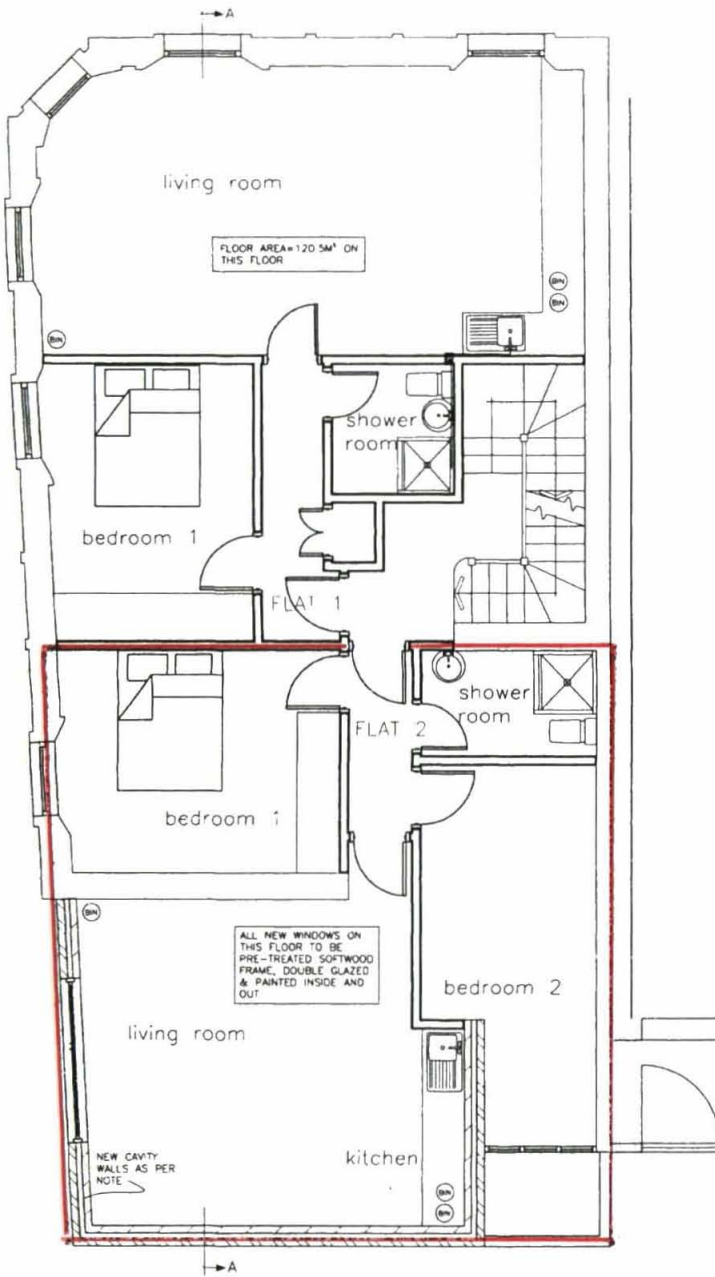 A
living room
FLOOR AREA=120.5M² ON
THIS FLOOR
BIN
BIN
BIN
shower
room
bedroom 1
FLAT 1
shower
room
FLAT 2
bedroom 1
BIN
ALL NEW WINDOWS ON
THIS FLOOR TO BE
PRE-TREATED SOFTWOOD
FRAME, DOUBLE GLAZED
& PAINTED INSIDE AND
OUT
bedroom 2
living room
NEW CAVITY
WALLS AS PER
NOTE
kitchen
BIN
BIN
A